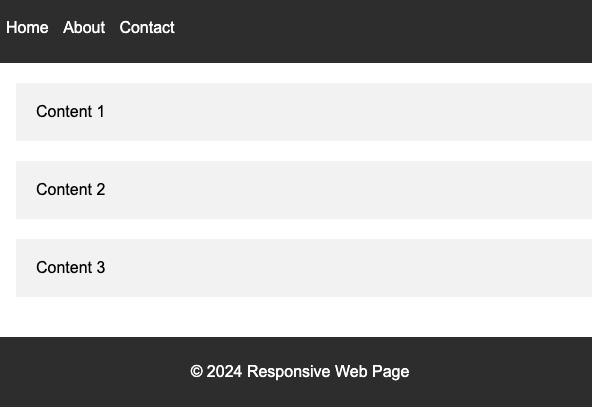 Home About Contact
Content 1
Content 2
Content 3
© 2024 Responsive Web Page